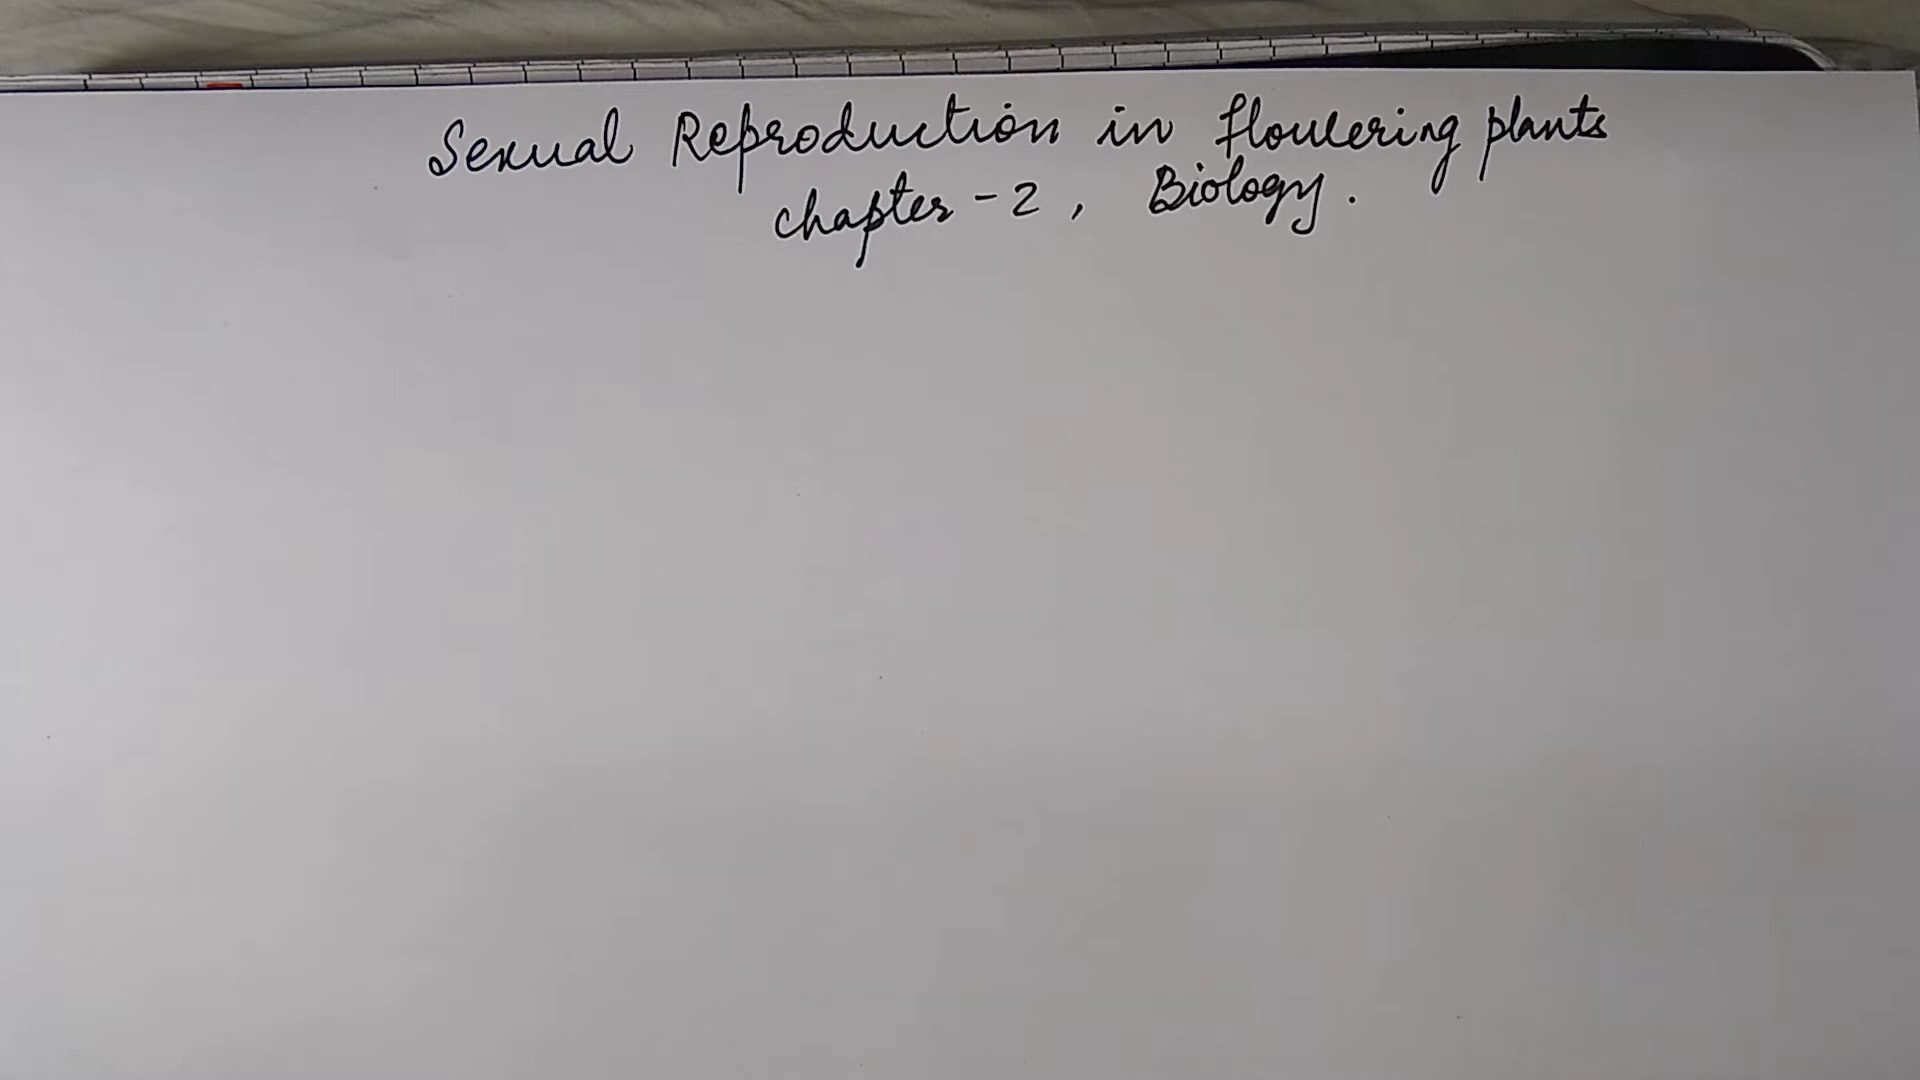 Sexual Reproduction in flowering plants
chapter - 2, Biology.